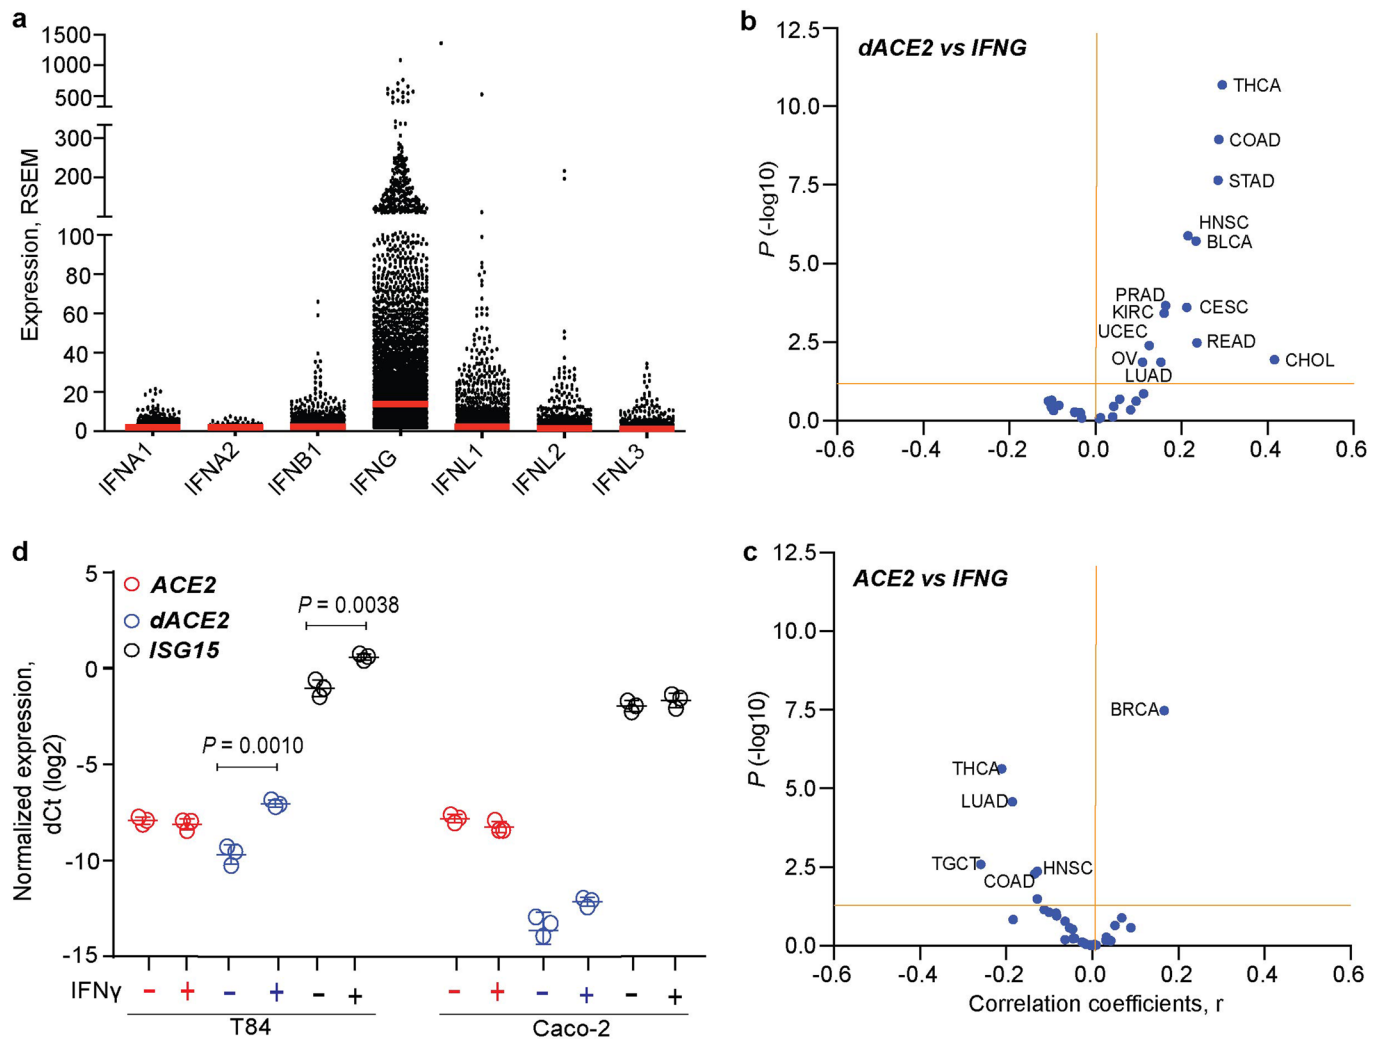 a
Expression, RSEM
1500
1000
500
300
200
100
80
60
40
20
0
IFNA1
IFNA2
IFNB1
IFNG
IFNL1
IFNL2
IFNL3
b
dACE2 vs IFNG
P (-log10)
12.5
10.0
7.5
5.0
2.5
0.0
THCA
COAD
STAD
HNSC
BLCA
PRAD
KIRC
CESC
UCEC
READ
OV
CHOL
LUAD
-0.6 -0.4 -0.2 0.0 0.2 0.4 0.6
d
Normalized expression,
dCt (log2)
5
0
-5
-10
-15
ACE2
dACE2
ISG15
P = 0.0038
P = 0.0010
IFNγ - + - + - + - + - + - +
T84 Caco-2
c
ACE2 vs IFNG
P (-log10)
12.5
10.0
7.5
5.0
2.5
0.0
BRCA
THCA
LUAD
TGCT
HNSC
COAD
-0.6 -0.4 -0.2 0.0 0.2 0.4 0.6
Correlation coefficients, r